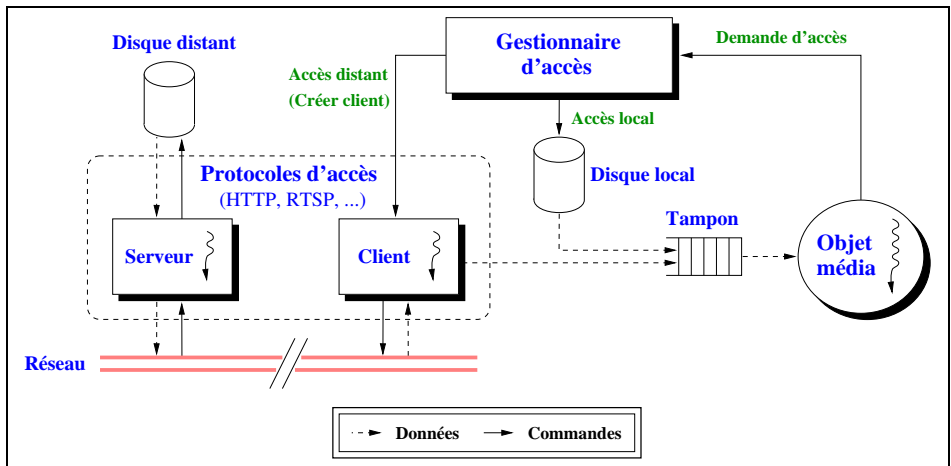 Disque distant
Gestionnaire
d'accès
Demande d'accès
Accès distant
(Créer client)
Accès local
Protocoles d'accès
(HTTP, RTSP, ...)
Disque local
Tampon
Serveur
Client
Objet
média
Réseau
Données
Commandes